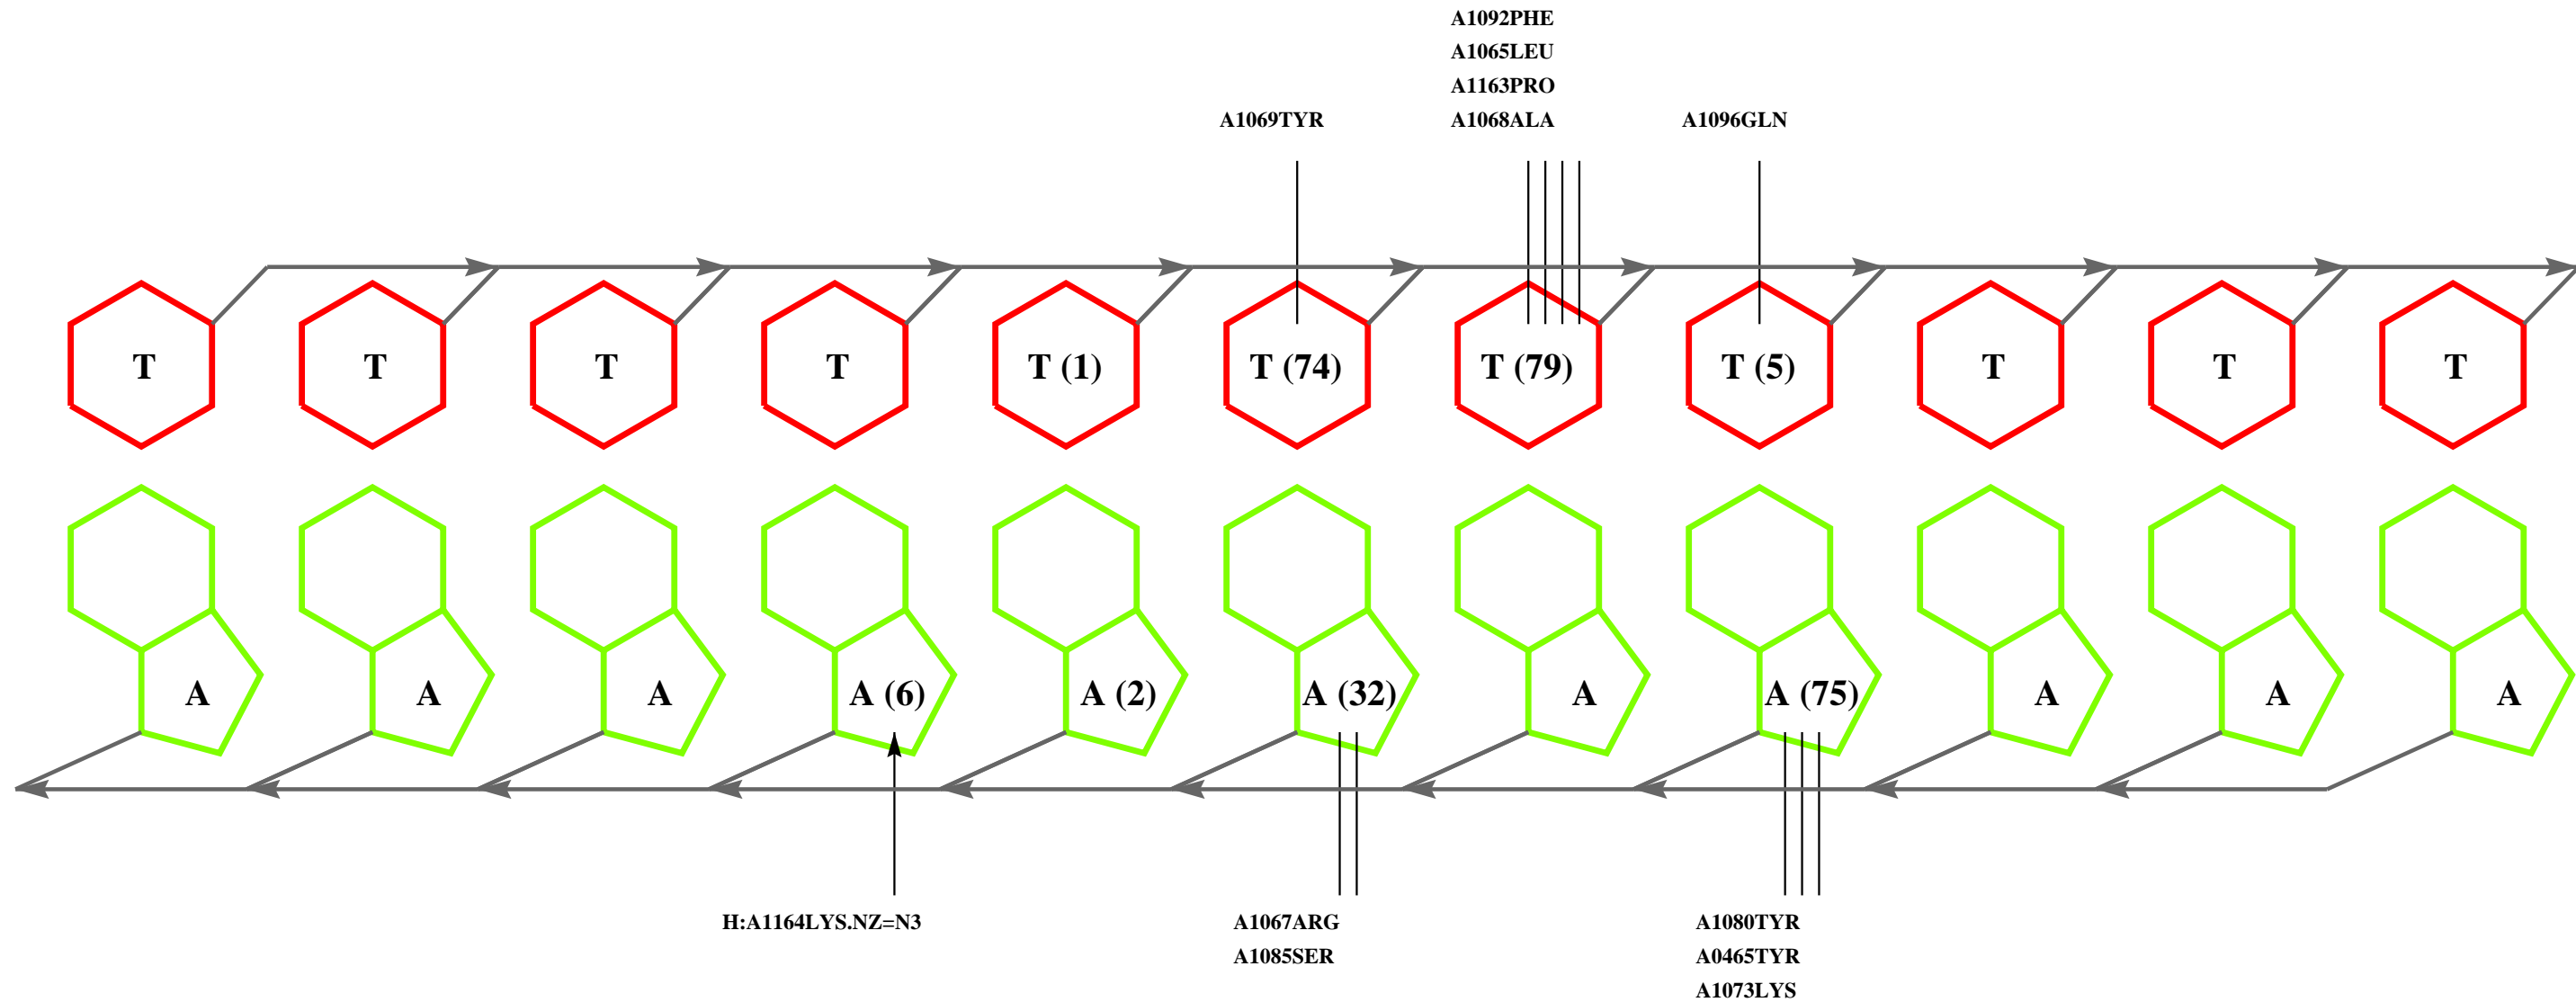 A1092PHE
A1065LEU
A1163PRO
A1069TYR A1068ALA A1096GLN
T T T T T (1) T (74) T (79) T (5) T T T
A A A A (6) A (2) A (32) A A (75) A A A
H:A1164LYS.NZ=N3 A1067ARG A1080TYR
A1085SER A0465TYR
A1073LYS